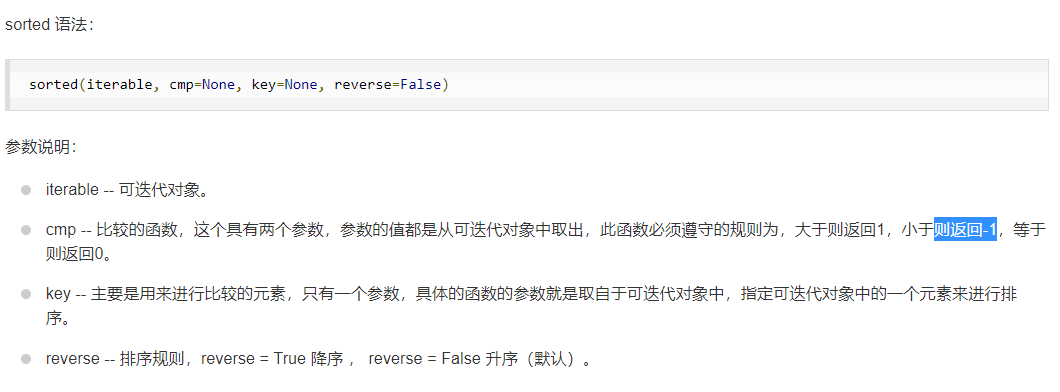 sorted 语法：
sorted(iterable, cmp=None, key=None, reverse=False)
参数说明：
iterable -- 可迭代对象。
cmp -- 比较的函数，这个具有两个参数，参数的值都是从可迭代对象中取出，此函数必须遵守的规则为，大于则返回1，小于则返回-1，等于
则返回0。
key -- 主要是用来进行比较的元素，只有一个参数，具体的函数的参数就是取自于可迭代对象中，指定可迭代对象中的一个元素来进行排
序。
reverse -- 排序规则，reverse = True 降序 ， reverse = False 升序（默认）。